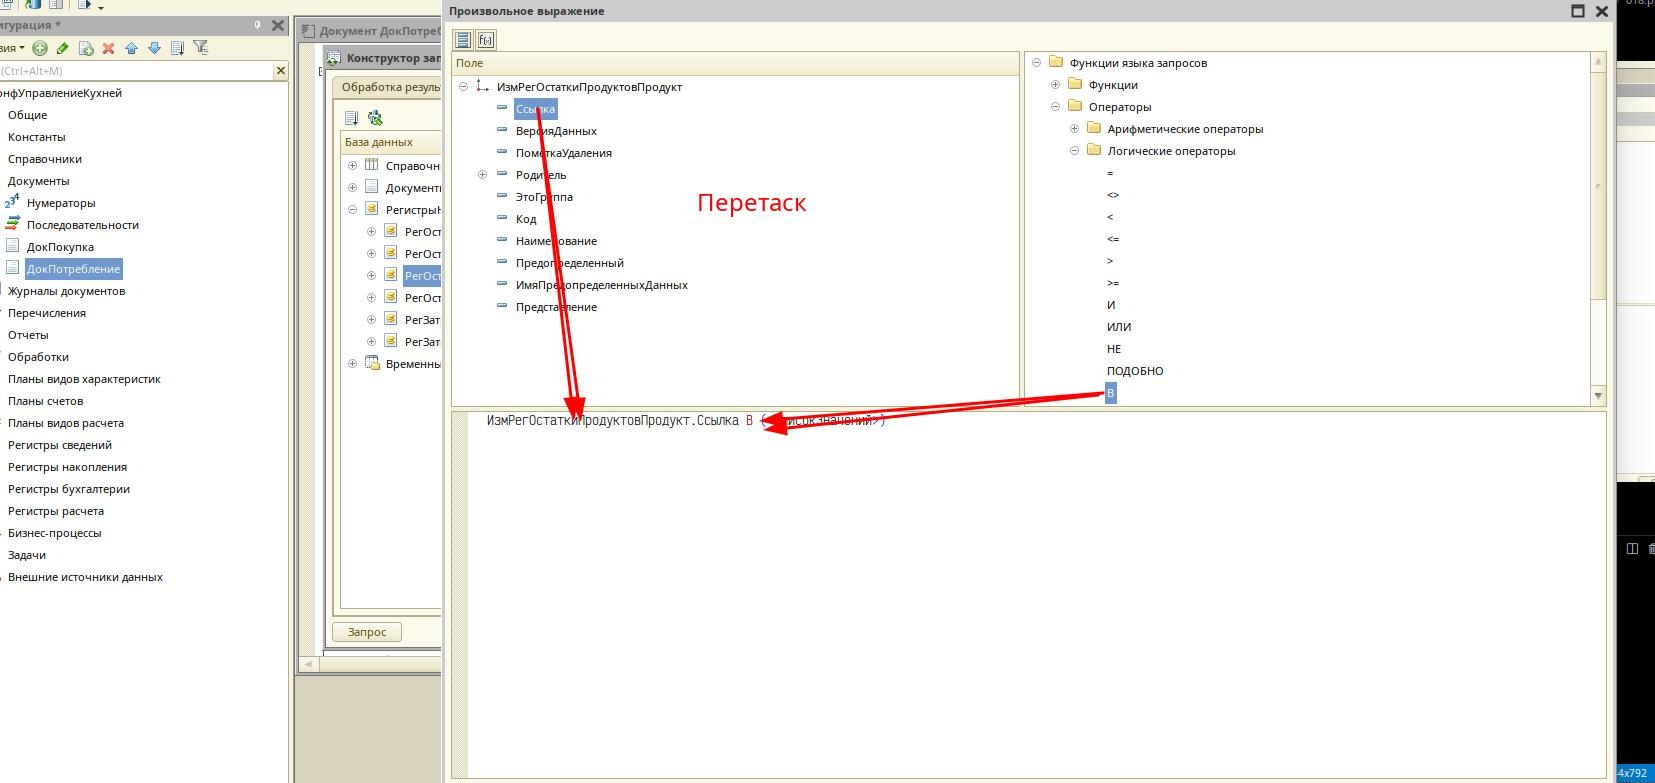 Произвольное выражение
018.p
игурация *
Документ ДокПотреб
Конструктор зап
вия
(Ctrl+Alt+M)
Обработка резуль
База данных
Справочн
Документ
РегистрыН
РегОст
РегОст
РегОст
РегОст
РегЗат
РегЗат
Временны
Запрос
онфУправлениеКухней
Общие
Константы
Справочники
Документы
Нумераторы
Последовательности
ДокПокупка
ДокПотребление
Журналы документов
Перечисления
Отчеты
Обработки
Планы видов характеристик
Планы счетов
Планы видов расчета
Регистры сведений
Регистры накопления
Регистры бухгалтерии
Регистры расчета
Бизнес-процессы
Задачи
Внешние источники данных
Поле
ИзмРегОстаткиПродуктовПродукт
Ссылка
ВерсияДанных
ПометкаУдаления
Родитель
ЭтоГруппа
Код
Наименование
Предопределенный
ИмяПредопределенныхДанных
Представление
Перетаск
Функции языка запросов
Функции
Операторы
Арифметические операторы
Логические операторы
=
<>
<
<=
>
>=
И
ИЛИ
НЕ
ПОДОБНО
В
ИзмРегОстаткиПродуктовПродукт.Ссылка В (<СписокЗначений>)
4x792